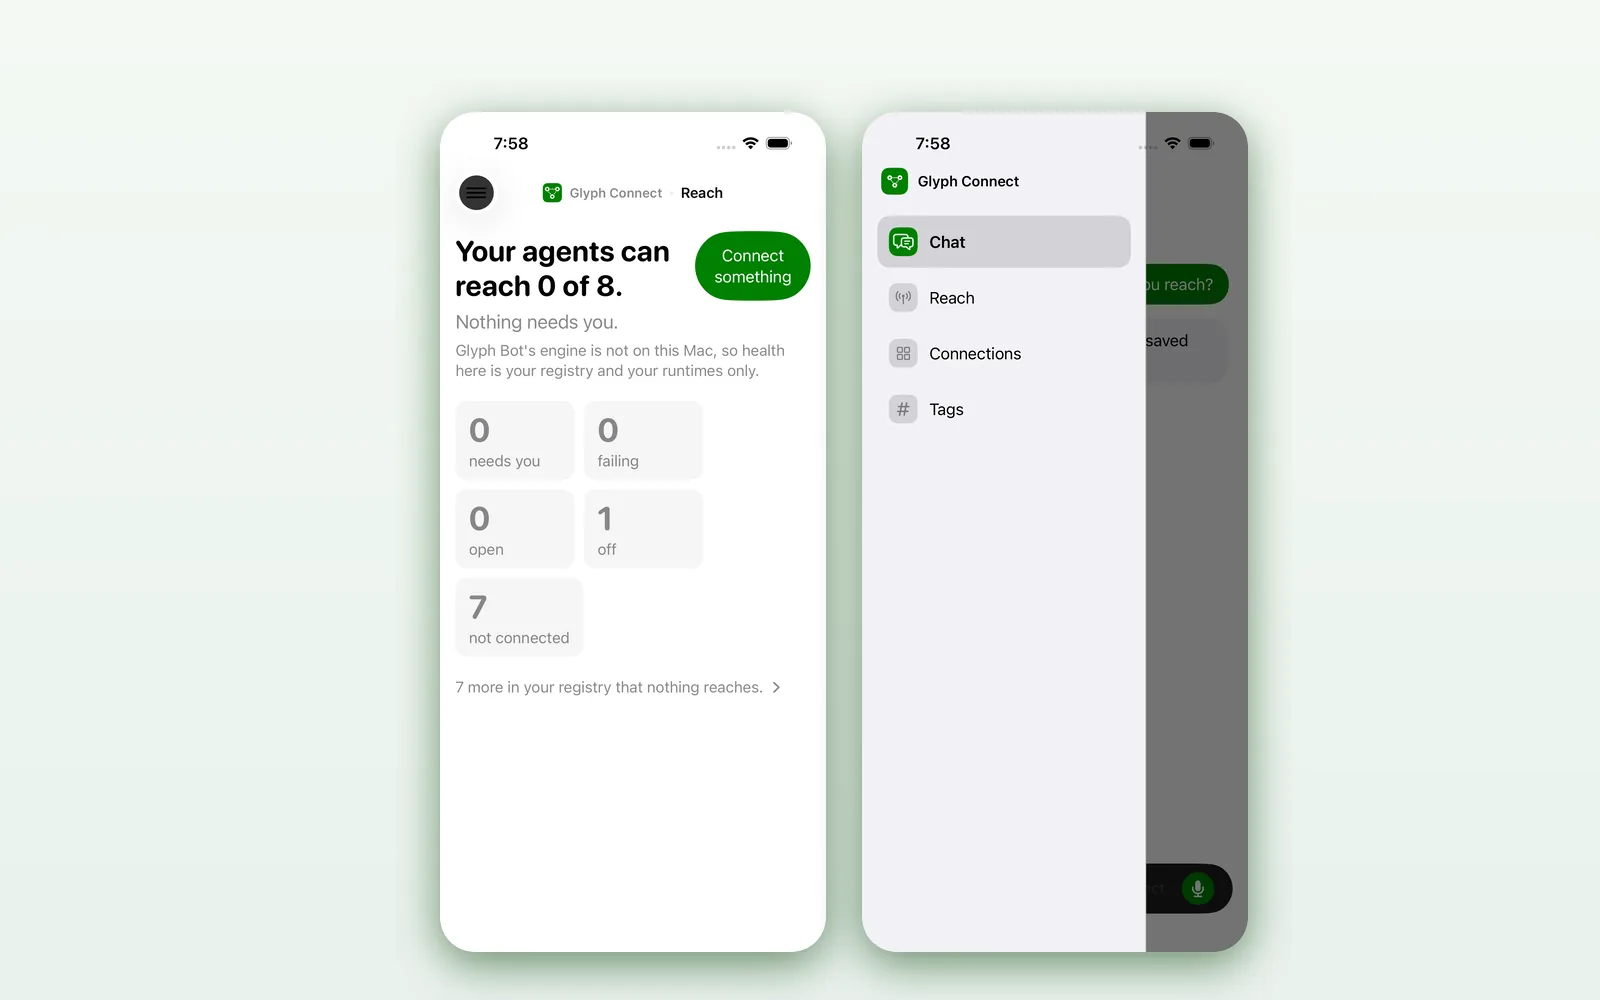 7:58
Glyph Connect
Reach
Your agents can
reach 0 of 8.
Connect
something
Nothing needs you.
Glyph Bot's engine is not on this Mac, so health
here is your registry and your runtimes only.
0
needs you
0
failing
0
open
1
off
7
not connected
7 more in your registry that nothing reaches.
7:58
Glyph Connect
Chat
Reach
Connections
# Tags
you reach?
saved